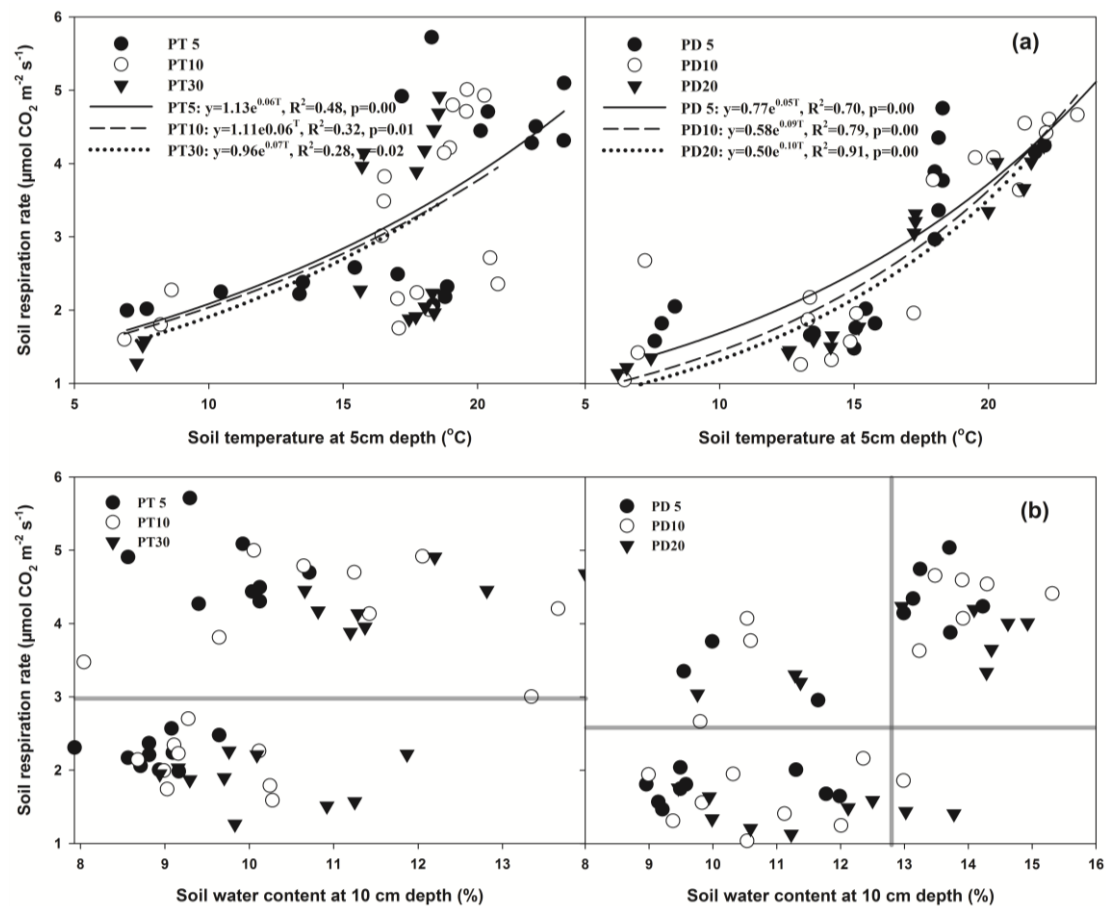 6
5
4
3
2
1
Soil respiration rate (µmol CO2 m-2 s-1)
PT 5
PT10
PT30
PT5: y=1.13e0.06T, R2=0.48, p=0.00
PT10: y=1.11e0.06T, R2=0.32, p=0.01
PT30: y=0.96e0.07T, R2=0.28, =0.02
5 10 15 20
Soil temperature at 5cm depth (oC)
(a)
PD 5
PD10
PD20
PD 5: y=0.77e0.05T, R2=0.70, p=0.00
PD10: y=0.58e0.09T, R2=0.79, p=0.00
PD20: y=0.50e0.10T, R2=0.91, p=0.00
5 10 15 20
Soil temperature at 5cm depth (oC)
6
5
4
3
2
1
Soil respiration rate (µmol CO2 m-2 s-1)
PT 5
PT10
PT30
8 9 10 11 12 13
Soil water content at 10 cm depth (%)
(b)
PD 5
PD10
PD20
8 9 10 11 12 13 14 15 16
Soil water content at 10 cm depth (%)